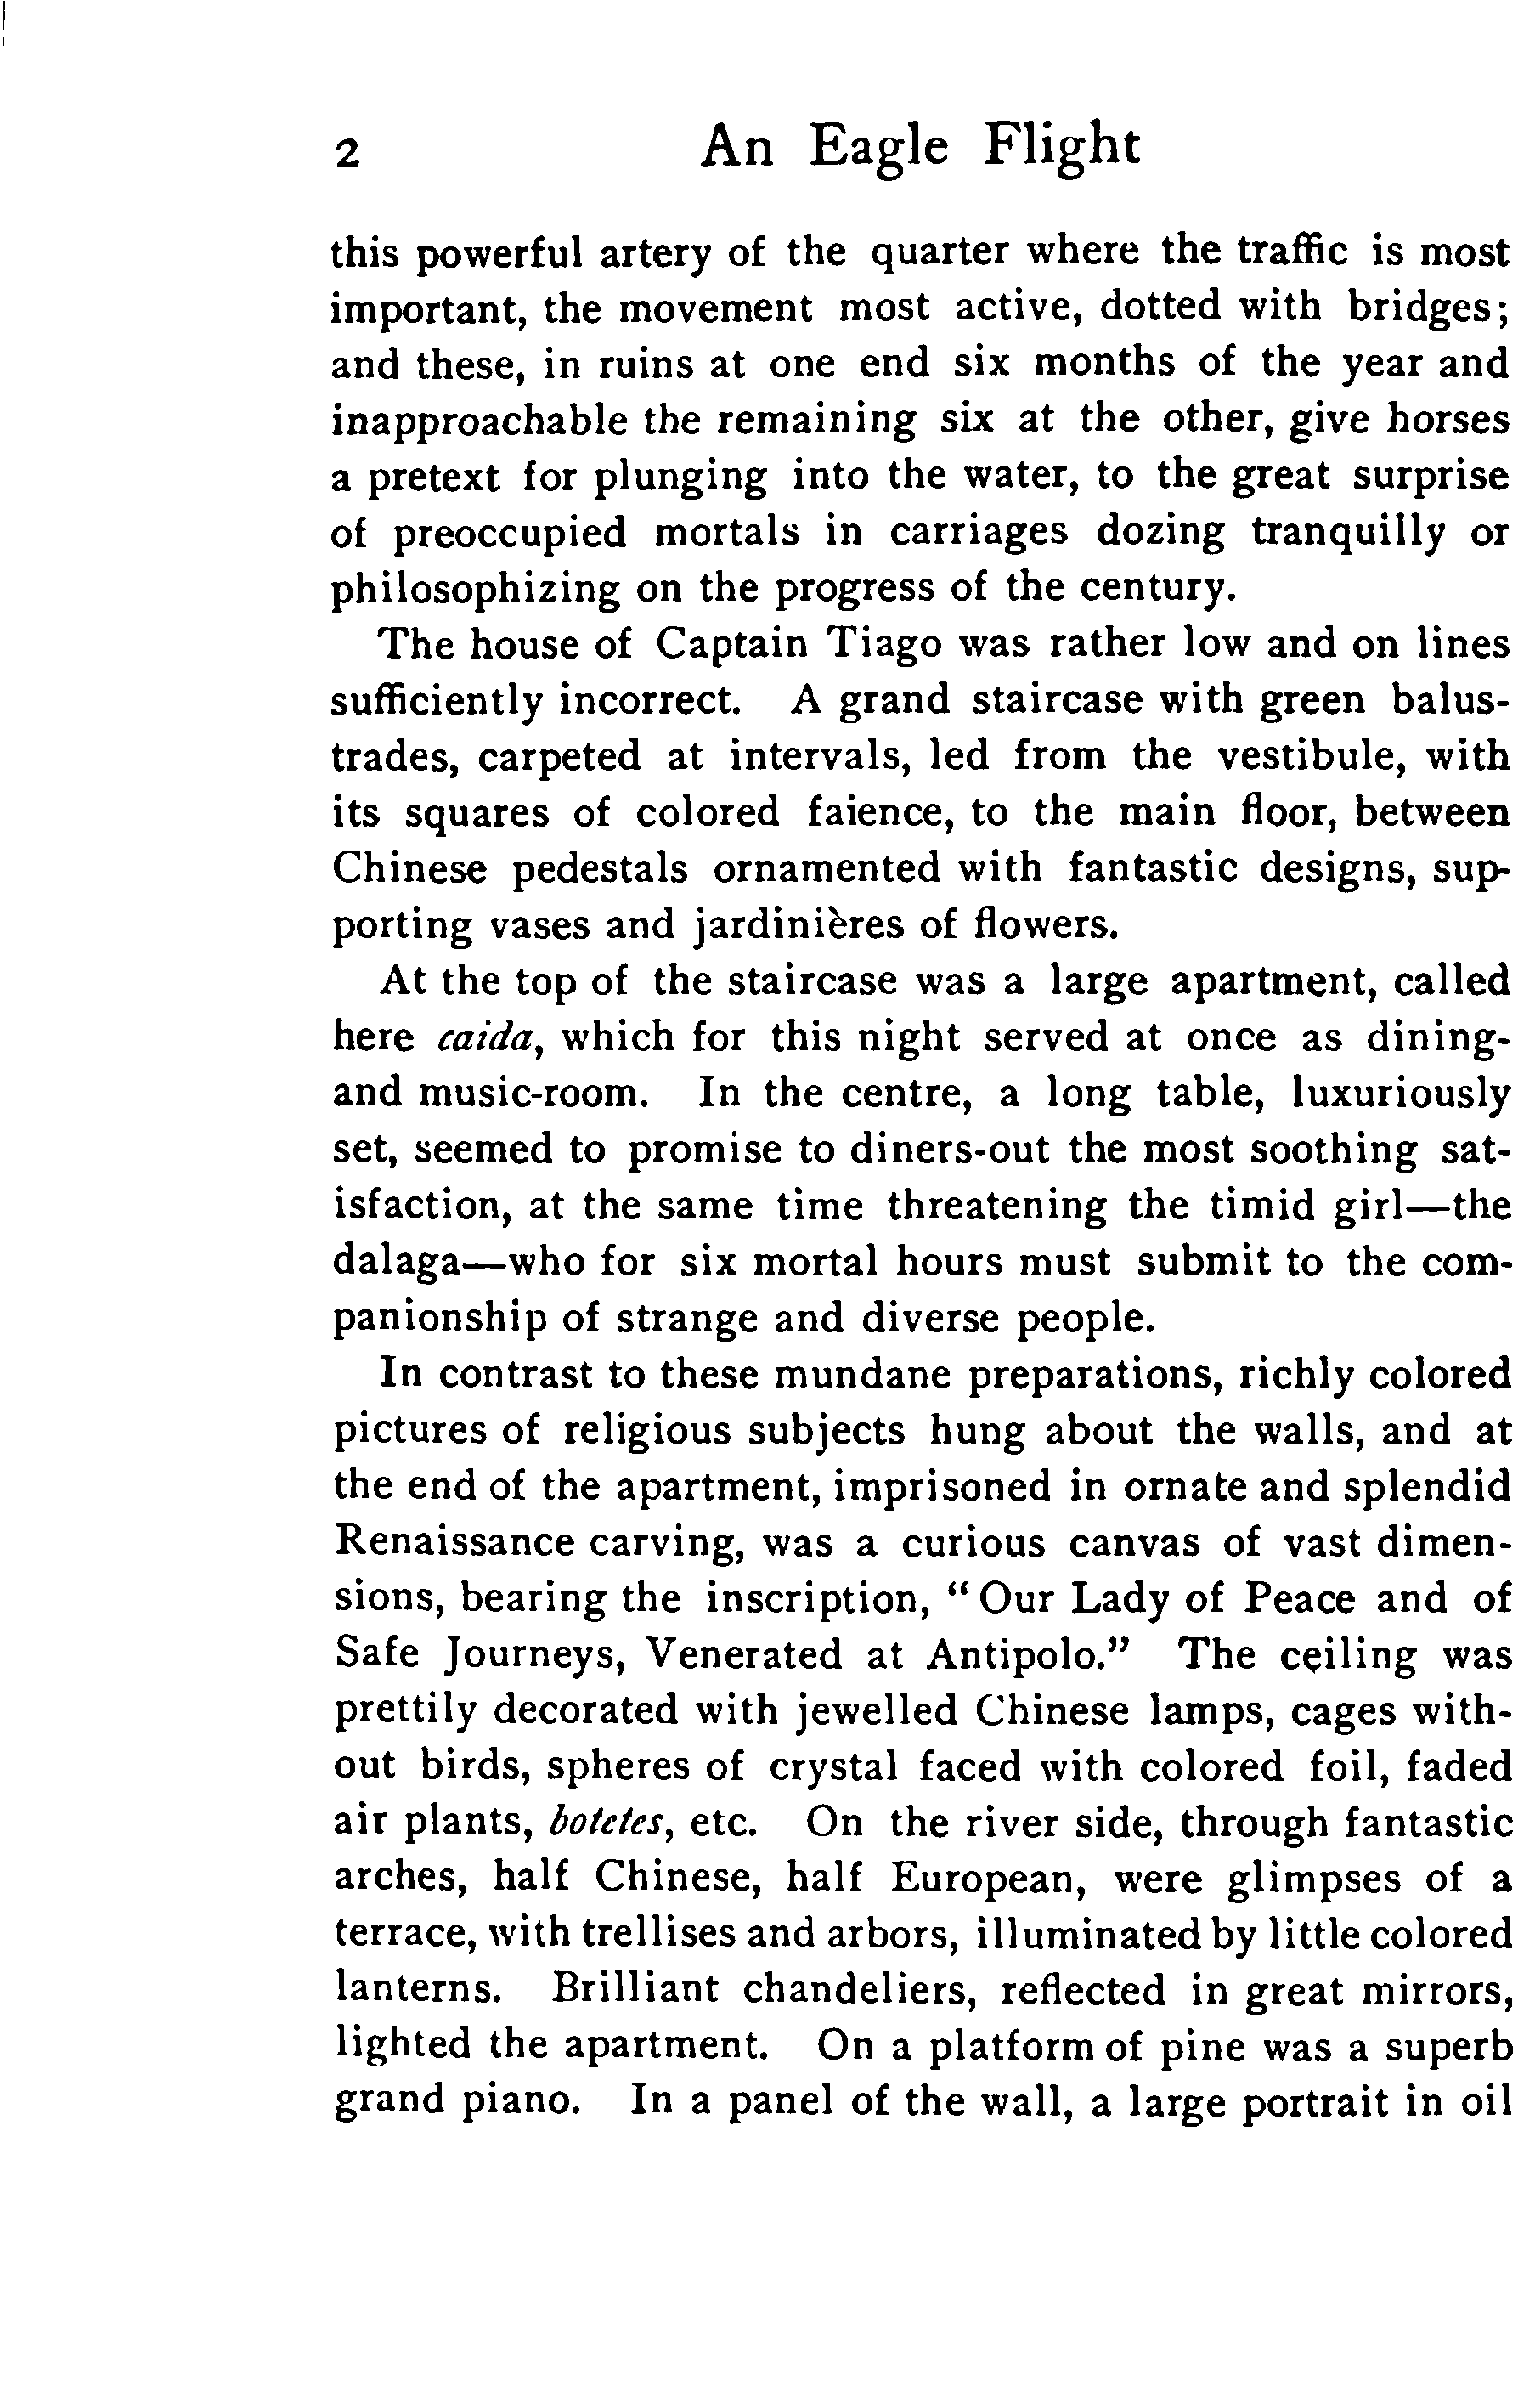 2 An Eagle Flight
this powerful artery of the quarter where the traffic is most
important, the movement most active, dotted with bridges;
and these, in ruins at one end six months of the year and
inapproachable the remaining six at the other, give horses
a pretext for plunging into the water, to the great surprise
of preoccupied mortals in carriages dozing tranquilly or
philosophizing on the progress of the century.
The house of Captain Tiago was rather low and on lines
sufficiently incorrect. A grand staircase with green balus-
trades, carpeted at intervals, led from the vestibule, with
its squares of colored faience, to the main floor, between
Chinese pedestals ornamented with fantastic designs, sup-
porting vases and jardinières of flowers.
At the top of the staircase was a large apartment, called
here caida, which for this night served at once as dining-
and music-room. In the centre, a long table, luxuriously
set, seemed to promise to diners-out the most soothing sat-
isfaction, at the same time threatening the timid girl—the
dalaga—who for six mortal hours must submit to the com-
panionship of strange and diverse people.
In contrast to these mundane preparations, richly colored
pictures of religious subjects hung about the walls, and at
the end of the apartment, imprisoned in ornate and splendid
Renaissance carving, was a curious canvas of vast dimen-
sions, bearing the inscription, “Our Lady of Peace and of
Safe Journeys, Venerated at Antipolo.” The ceiling was
prettily decorated with jewelled Chinese lamps, cages with-
out birds, spheres of crystal faced with colored foil, faded
air plants, botetes, etc. On the river side, through fantastic
arches, half Chinese, half European, were glimpses of a
terrace, with trellises and arbors, illuminated by little colored
lanterns. Brilliant chandeliers, reflected in great mirrors,
lighted the apartment. On a platform of pine was a superb
grand piano. In a panel of the wall, a large portrait in oil